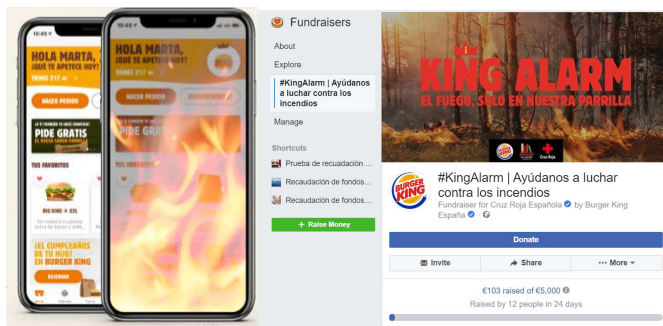 10:45
HOLA MARTA,
¿QUÉ TE APETECE HOY?
TIENES 217
HACER PEDIDO
PIDE GRATIS
TUS FAVORITOS
BIG KING + XXL
¡EL CUMPLEAÑOS
DE TU HIJO!
EN BURGER KING
RESERVAR
10:45
HOLA MARTA,
¿QUÉ TE APETECE HOY?
TIENES 217
HACER PEDIDO
PIDE GRATIS
Fundraisers
About
Explore
#KingAlarm | Ayúdanos
a luchar contra los
incendios
Manage
Shortcuts
Prueba de recuadación ...
Recaudación de fondos...
Recaudación de fondos...
+ Raise Money
KING ALARM
EL FUEGO, SOLO EN NUESTRA PARRILLA
Cruz Roja
BURGER
KING
#KingAlarm | Ayúdanos a luchar
contra los incendios
Fundraiser for Cruz Roja Española by Burger King
España ·
Donate
Invite
Share
More
€103 raised of €5,000
Raised by 12 people in 24 days